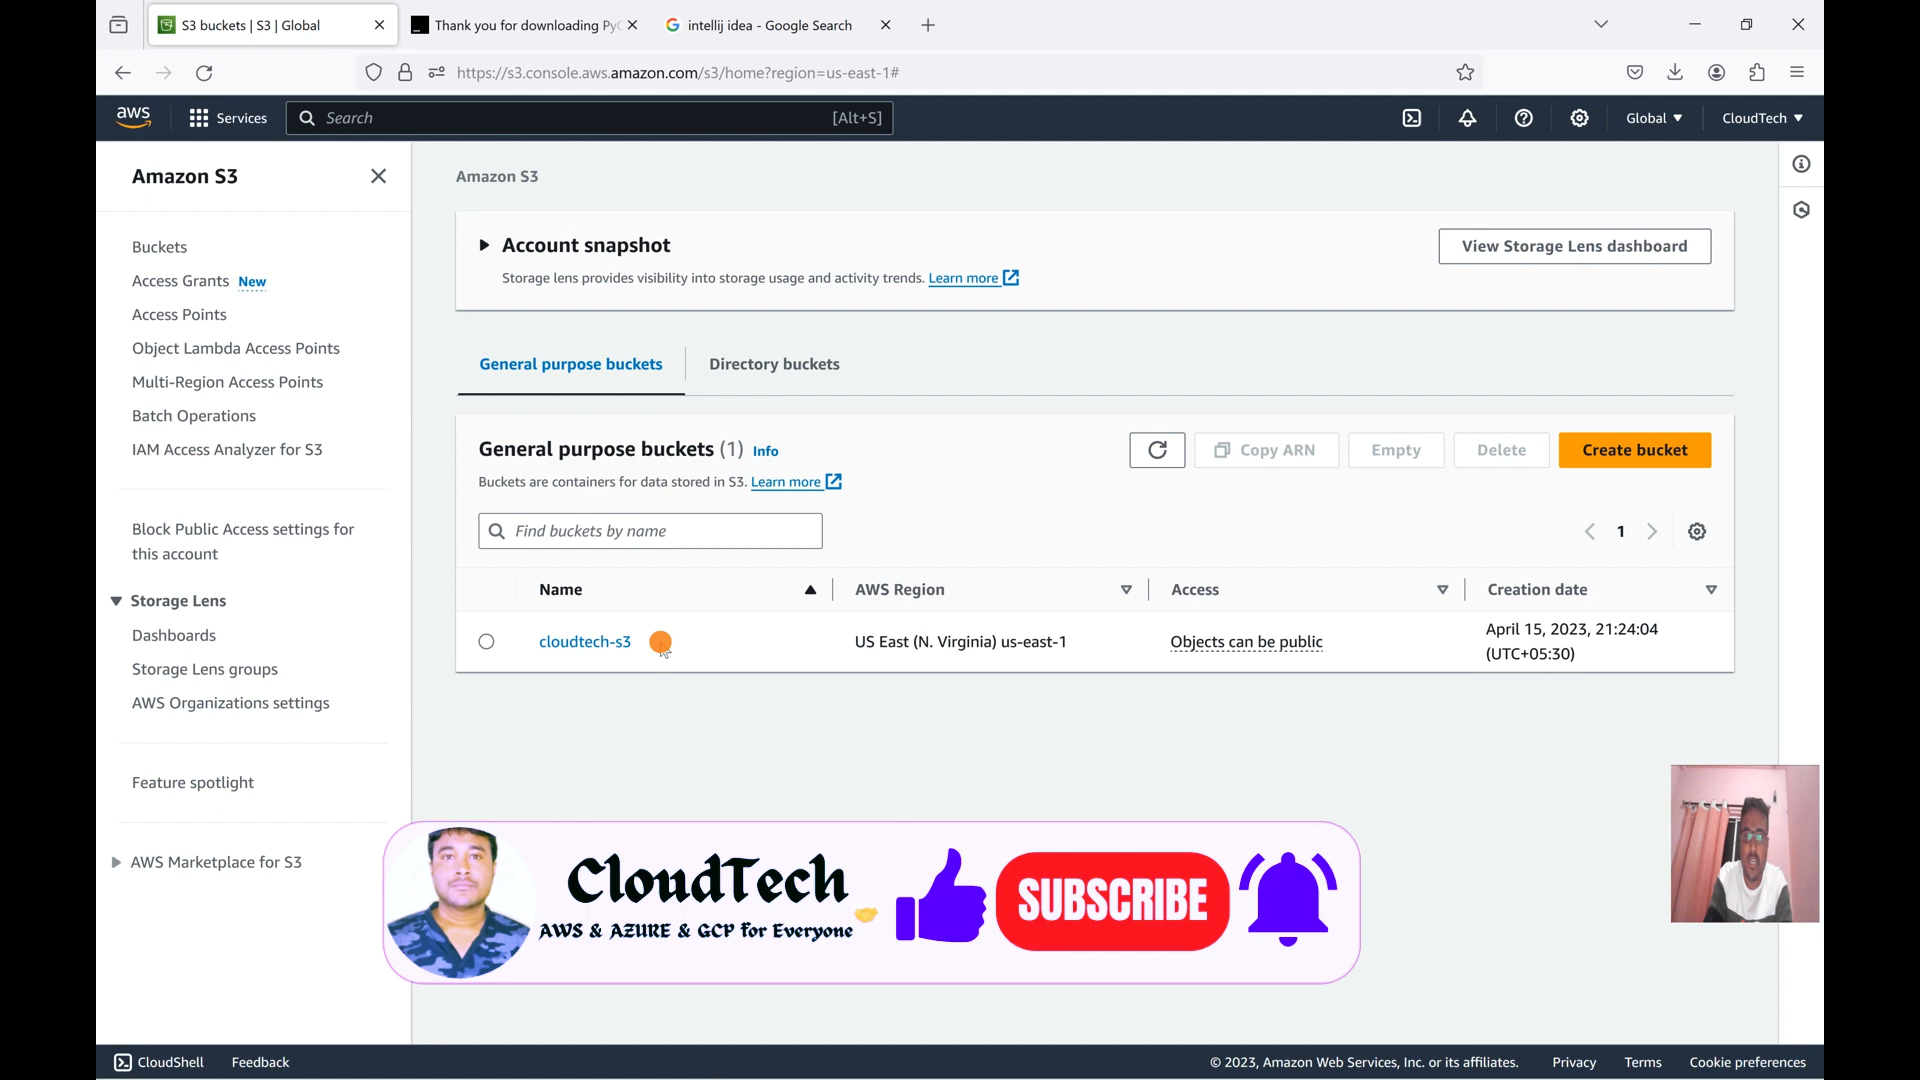 S3 buckets | S3 | Global
Thank you for downloading PyC
intellij idea - Google Search
https://s3.console.aws.amazon.com/s3/home?region=us-east-1#
aws
Services
Search
[Alt+S]
Global
CloudTech
Amazon S3
Buckets
Access Grants New
Access Points
Object Lambda Access Points
Multi-Region Access Points
Batch Operations
IAM Access Analyzer for S3
Block Public Access settings for
this account
Storage Lens
Dashboards
Storage Lens groups
AWS Organizations settings
Feature spotlight
AWS Marketplace for S3
Amazon S3
Account snapshot
View Storage Lens dashboard
Storage lens provides visibility into storage usage and activity trends. Learn more
General purpose buckets
Directory buckets
General purpose buckets (1) Info
Copy ARN
Empty
Delete
Create bucket
Buckets are containers for data stored in S3. Learn more
Find buckets by name
1
Name
AWS Region
Access
Creation date
cloudtech-s3
US East (N. Virginia) us-east-1
Objects can be public
April 15, 2023, 21:24:04
(UTC+05:30)
CloudTech
AWS & AZURE & GCP for Everyone
SUBSCRIBE
CloudShell
Feedback
© 2023, Amazon Web Services, Inc. or its affiliates.
Privacy
Terms
Cookie preferences